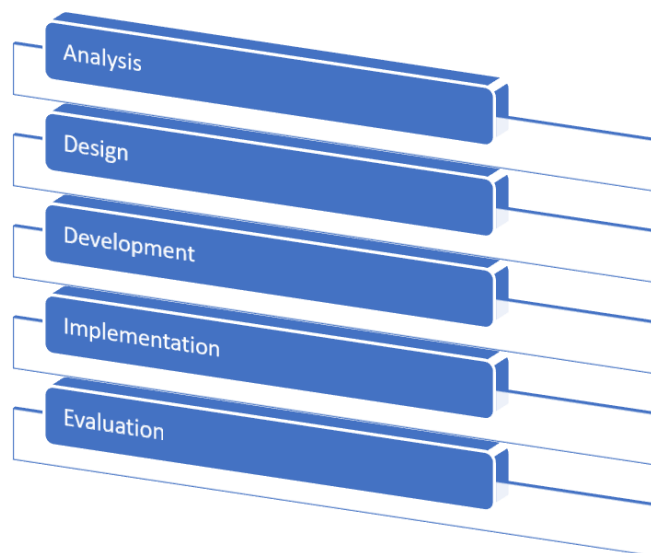 Analysis
Design
Development
Implementation
Evaluation